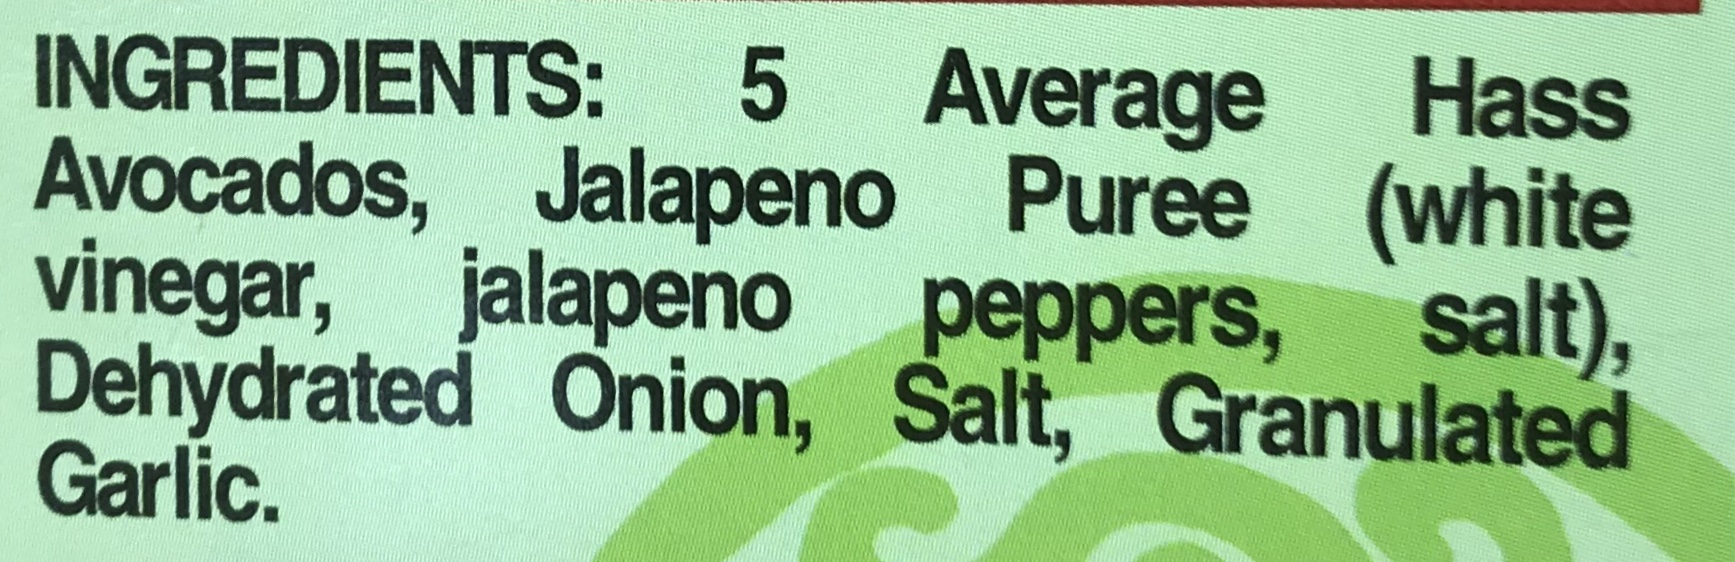 INGREDIENTS: 5 Average Hass
Avocados, Jalapeno Puree (white
vinegar, jalapeno peppers, salt),
Dehydrated Onion, Salt, Granulated
Garlic.